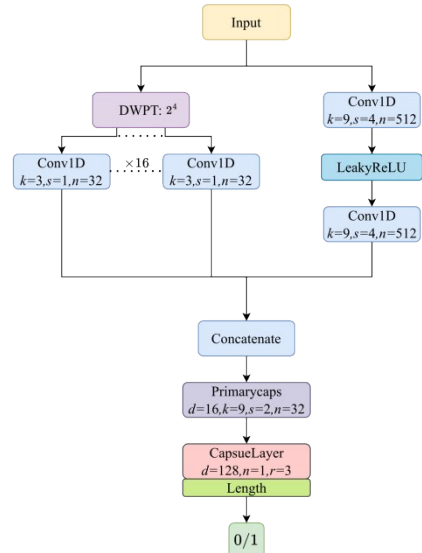 Input
DWPT: 2⁴
Conv1D
k=9,s=4,n=512
LeakyReLU
Conv1D
k=3,s=1,n=32
×16
Conv1D
k=3,s=1,n=32
Conv1D
k=9,s=4,n=512
Concatenate
Primarycaps
d=16,k=9,s=2,n=32
CapsueLayer
d=128,n=1,r=3
Length
0/1